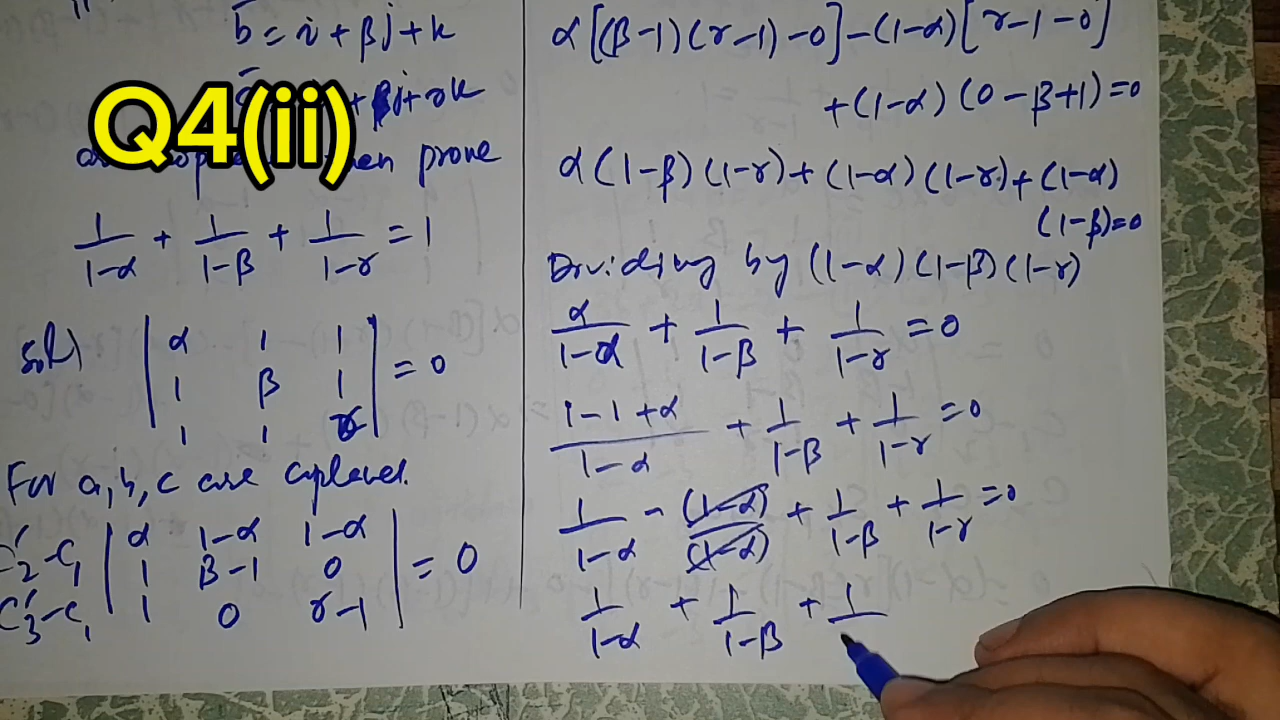 b̄ = i + βj + k
+ βj + γk
Q4(ii)
then prove
1/(1-α) + 1/(1-β) + 1/(1-γ) = 1
Sol)
| α 1 1 |
| 1 β 1 | = 0
| 1 1 γ |
For a, b, c are coplanar.
C₂'-C₁ | α 1-α 1-α |
| 1 β-1 0 | = 0
C₃'-C₁ | 1 0 γ-1 |
α[(β-1)(γ-1)-0]-(1-α)[γ-1-0]
+(1-α)(0-β+1)=0
α(1-β)(1-γ)+(1-α)(1-γ)+(1-α)
(1-β)=0
Dividing by (1-α)(1-β)(1-γ)
α/(1-α) + 1/(1-β) + 1/(1-γ) = 0
(1-1+α)/(1-α) + 1/(1-β) + 1/(1-γ) = 0
1/(1-α) - (1-α)/(1-α) + 1/(1-β) + 1/(1-γ) = 0
1/(1-α) + 1/(1-β) + 1/